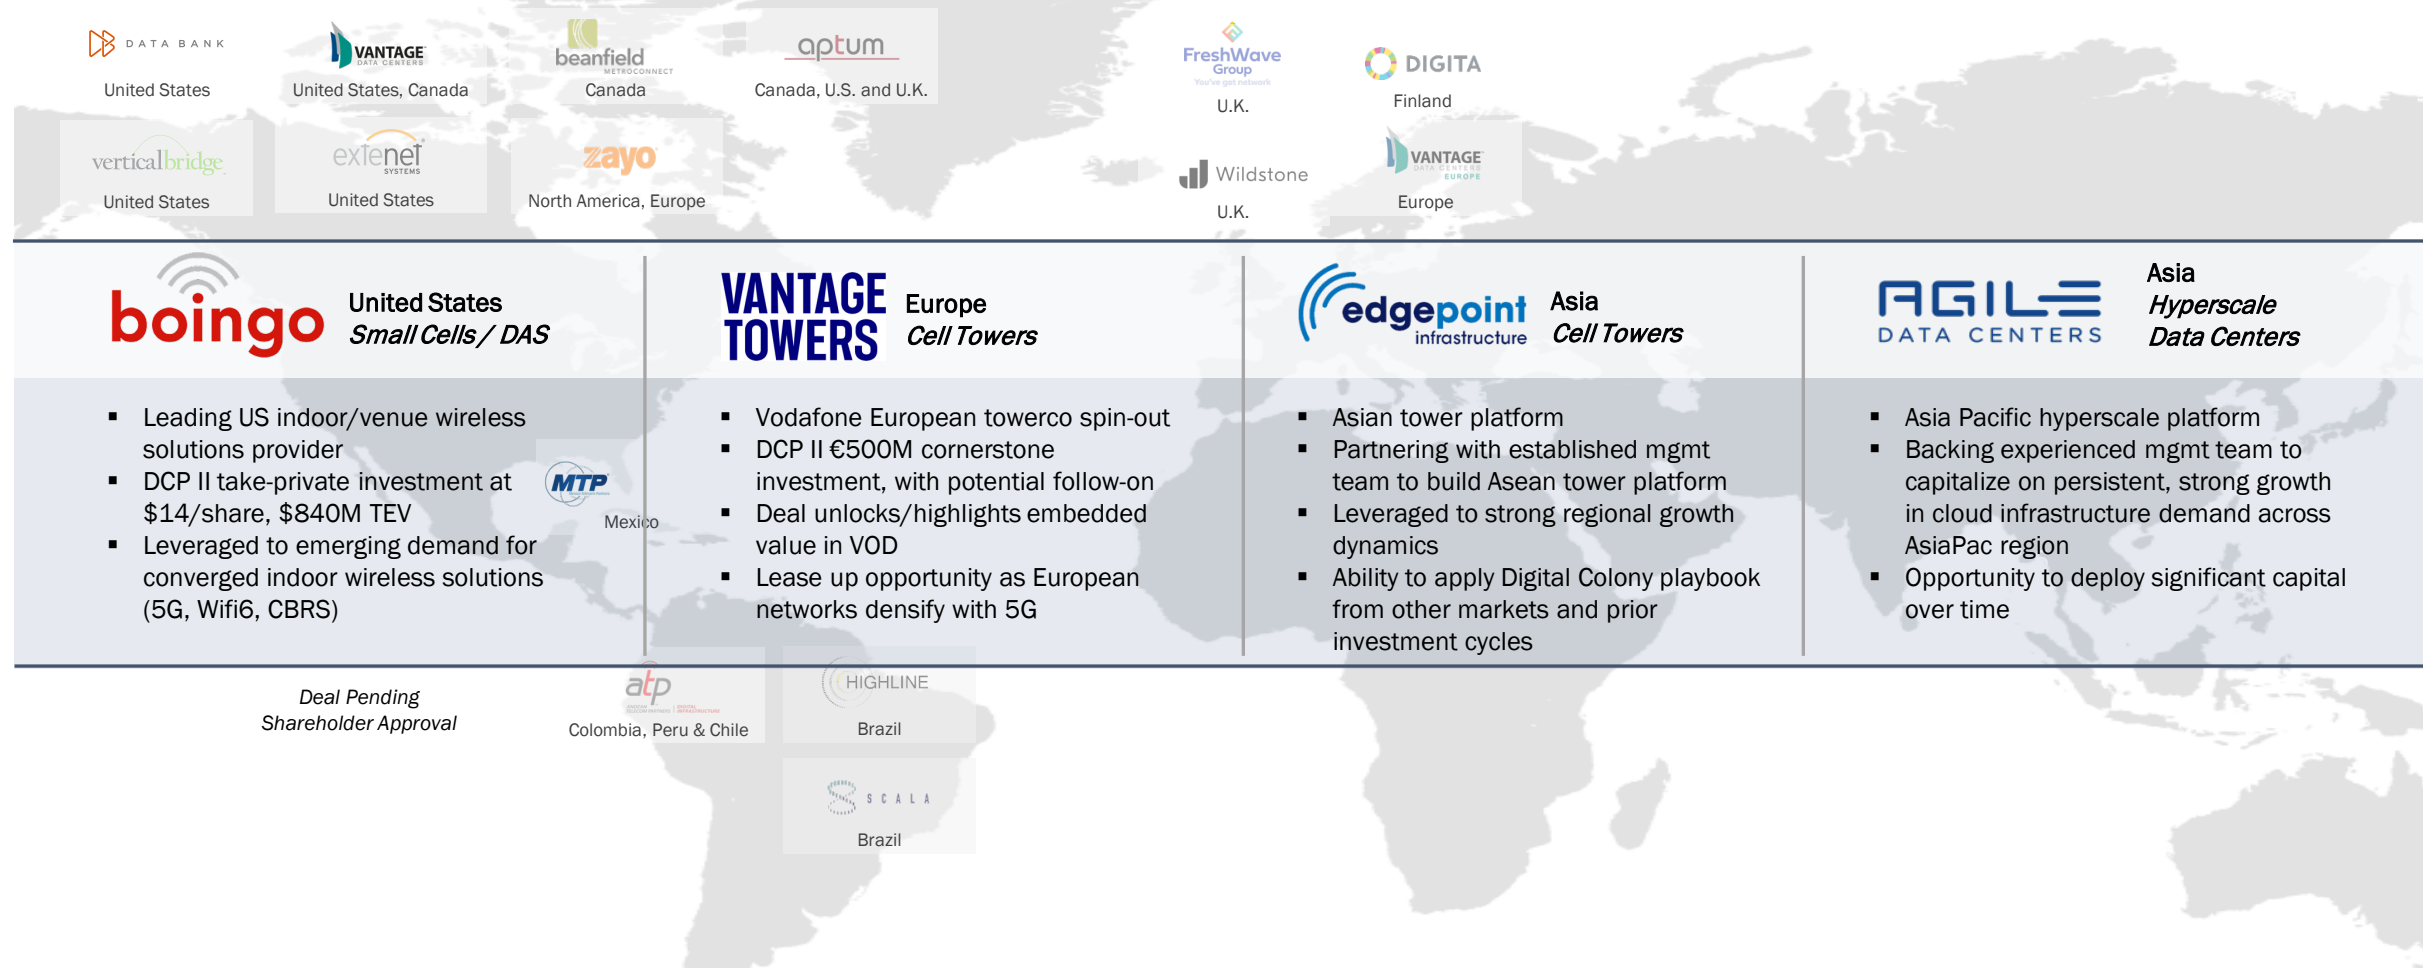 DATA BANK
United States
VANTAGE
DATA CENTERS
United States, Canada
beanfield
METROCONNECT
Canada
aptum
Canada, U.S. and U.K.
FreshWave
Group
You've got network
U.K.
DIGITA
Finland
verticalbridge
United States
extenet
SYSTEMS
United States
zayo
North America, Europe
Wildstone
U.K.
VANTAGE
DATA CENTERS
EUROPE
Europe
boingo
United States
Small Cells / DAS
▪ Leading US indoor/venue wireless
solutions provider
▪ DCP II take-private investment at
$14/share, $840M TEV
▪ Leveraged to emerging demand for
converged indoor wireless solutions
(5G, Wifi6, CBRS)
Deal Pending
Shareholder Approval
MTP
Mexico
VANTAGE
TOWERS
Europe
Cell Towers
▪ Vodafone European towerco spin-out
▪ DCP II €500M cornerstone
investment, with potential follow-on
▪ Deal unlocks/highlights embedded
value in VOD
▪ Lease up opportunity as European
networks densify with 5G
edgepoint
infrastructure
Asia
Cell Towers
▪ Asian tower platform
▪ Partnering with established mgmt
team to build Asean tower platform
▪ Leveraged to strong regional growth
dynamics
▪ Ability to apply Digital Colony playbook
from other markets and prior
investment cycles
AGILE
DATA CENTERS
Asia
Hyperscale
Data Centers
▪ Asia Pacific hyperscale platform
▪ Backing experienced mgmt team to
capitalize on persistent, strong growth
in cloud infrastructure demand across
AsiaPac region
▪ Opportunity to deploy significant capital
over time
atp
Colombia, Peru & Chile
HIGHLINE
Brazil
SCALA
Brazil